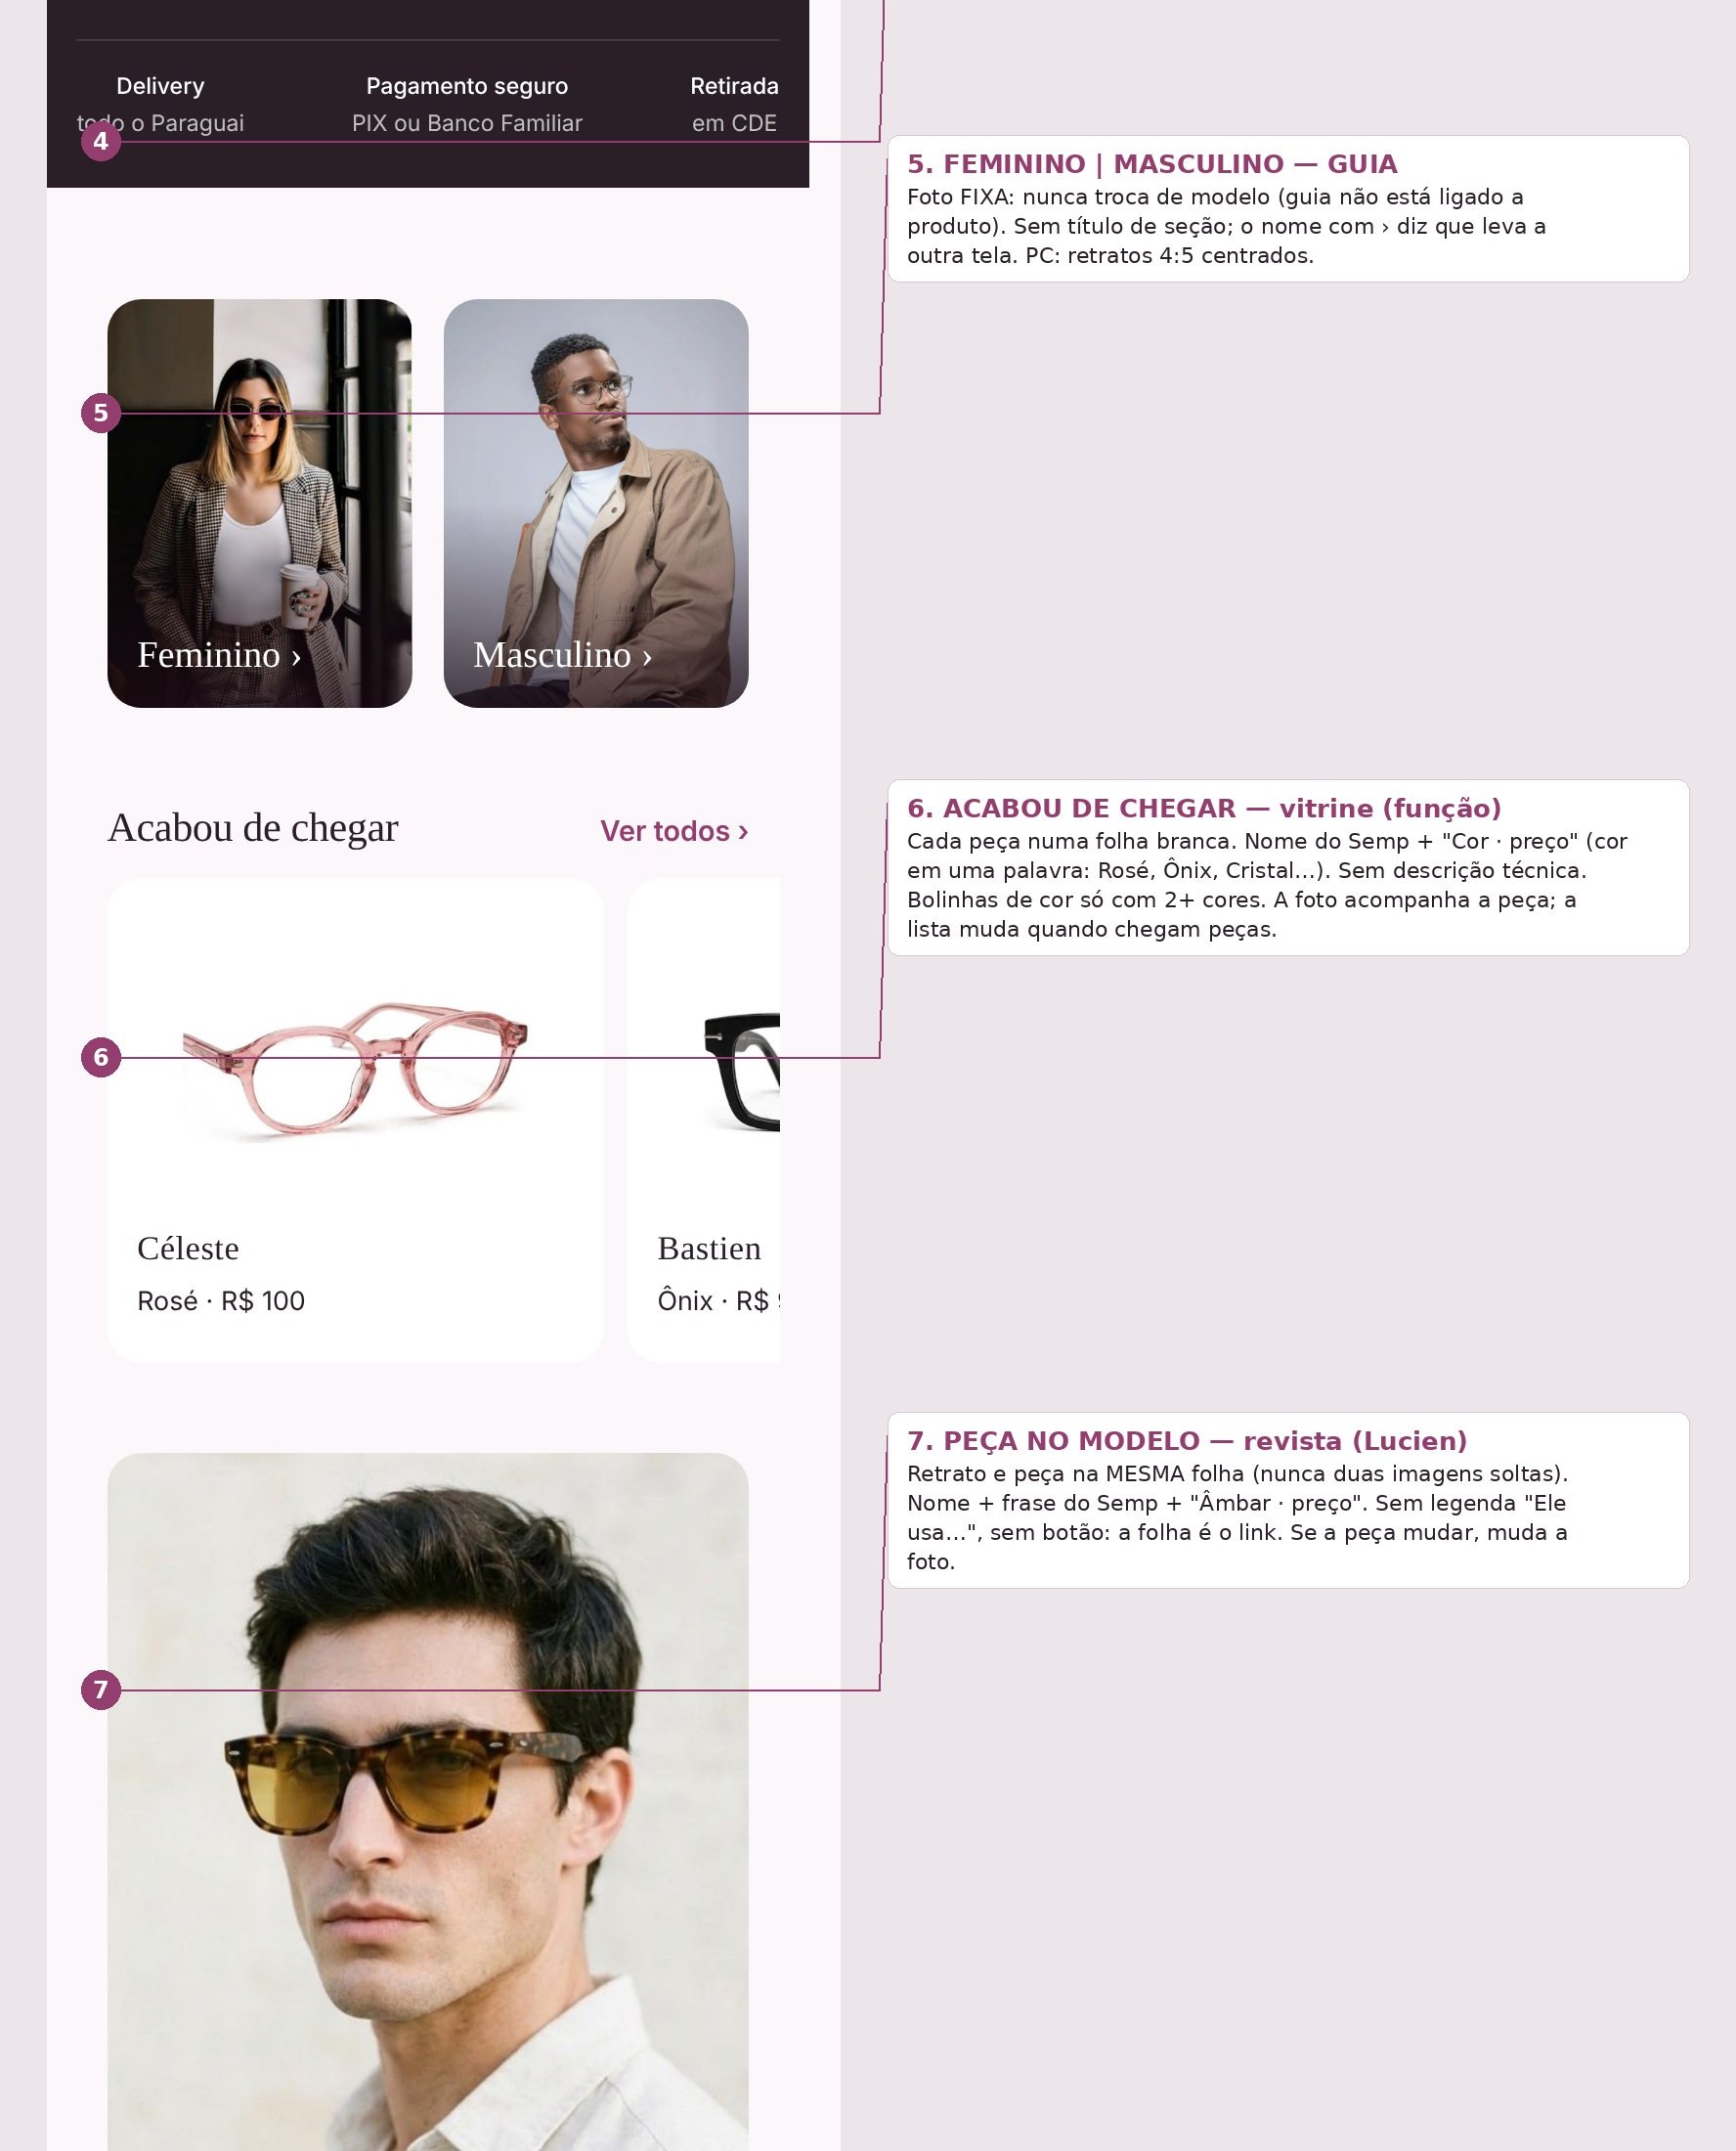 Delivery
Pagamento seguro
Retirada
todo o Paraguai
PIX ou Banco Familiar
em CDE
4
5. FEMININO | MASCULINO — GUIA
Foto FIXA: nunca troca de modelo (guia não está ligado a
produto). Sem título de seção; o nome com › diz que leva a
outra tela. PC: retratos 4:5 centrados.
5
Feminino ›
Masculino ›
6. ACABOU DE CHEGAR — vitrine (função)
Cada peça numa folha branca. Nome do Semp + "Cor · preço" (cor
em uma palavra: Rosé, Ônix, Cristal...). Sem descrição técnica.
Bolinhas de cor só com 2+ cores. A foto acompanha a peça; a
lista muda quando chegam peças.
Acabou de chegar
Ver todos ›
6
Céleste
Rosé · R$ 100
Bastien
Ônix · R$
7. PEÇA NO MODELO — revista (Lucien)
Retrato e peça na MESMA folha (nunca duas imagens soltas).
Nome + frase do Semp + "Âmbar · preço". Sem legenda "Ele
usa...", sem botão: a folha é o link. Se a peça mudar, muda a
foto.
7